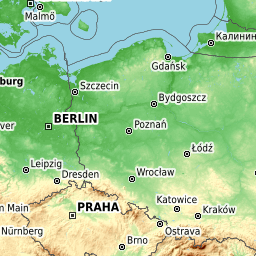 Malmö
Калинин
Gdańsk
burg
Szczecin
Bydgoszcz
BERLIN
ver
Poznań
Łódź
Leipzig
Dresden
Wrocław
m Main
PRAHA
Katowice
Kraków
Nürnberg
Ostrava
Brno